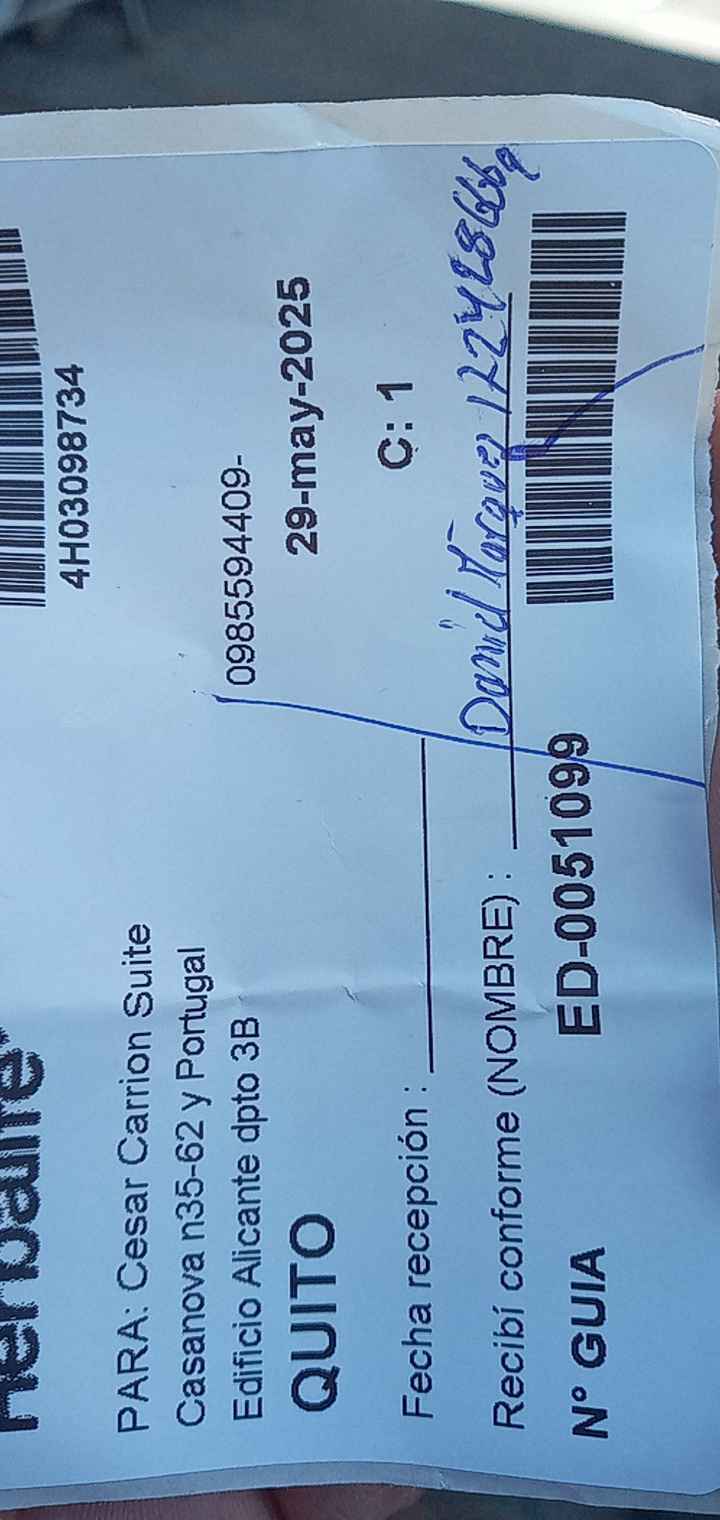 Herbalife
4H03098734
PARA: Cesar Carrion Suite
Casanova n35-62 y Portugal
Edificio Alicante dpto 3B
0985594409-
QUITO
29-may-2025
Fecha recepción :
C: 1
Recibí conforme (NOMBRE) : Daniel
N° GUIA ED-0051099